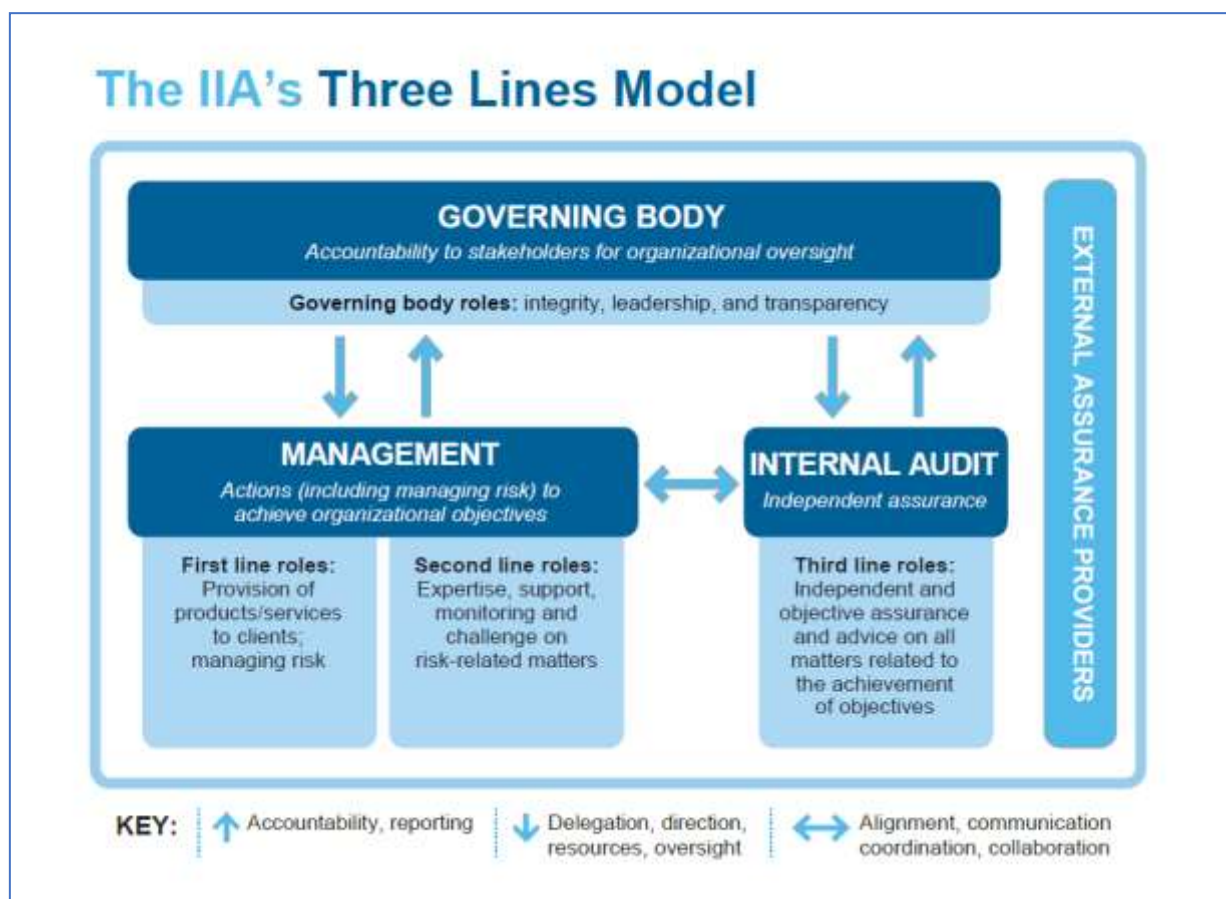 The IIA's Three Lines Model
GOVERNING BODY
Accountability to stakeholders for organizational oversight
Governing body roles: integrity, leadership, and transparency
MANAGEMENT
Actions (including managing risk) to
achieve organizational objectives
First line roles:
Provision of
products/services
to clients;
managing risk
Second line roles:
Expertise, support,
monitoring and
challenge on
risk-related matters
INTERNAL AUDIT
Independent assurance
Third line roles:
Independent and
objective assurance
and advice on all
matters related to
the achievement
of objectives
EXTERNAL ASSURANCE PROVIDERS
KEY:
Accountability, reporting
Delegation, direction,
resources, oversight
Alignment, communication
coordination, collaboration